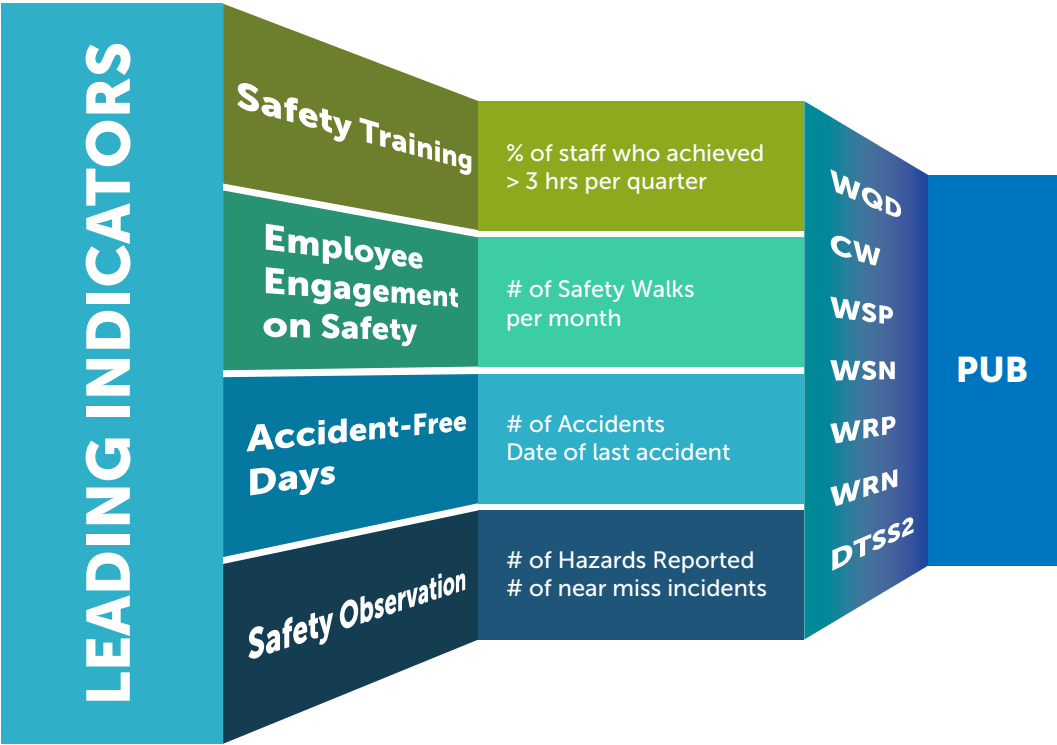 LEADING INDICATORS
Safety Training
% of staff who achieved
> 3 hrs per quarter
Employee
Engagement
on Safety
# of Safety Walks
per month
Accident-Free
Days
# of Accidents
Date of last accident
Safety Observation
# of Hazards Reported
# of near miss incidents
WQD
CW
WSP
WSN
WRP
WRN
DTSS2
PUB